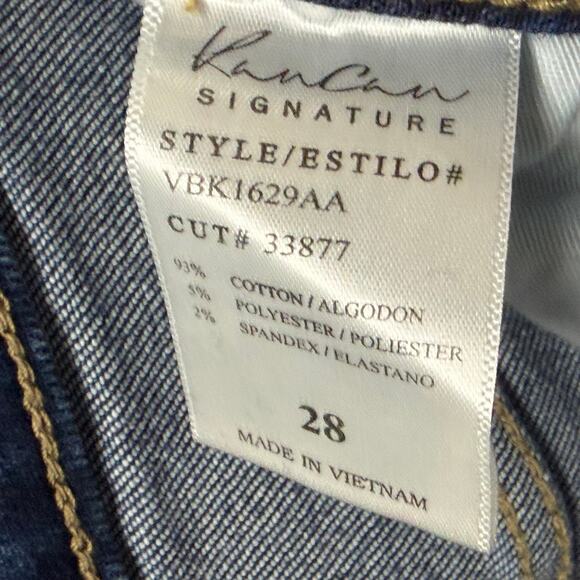 KanCan
SIGNATURE
STYLE/ESTILO#
VBK1629AA
CUT# 33877
93% COTTON / ALGODON
5% POLYESTER / POLIESTER
2% SPANDEX / ELASTANO
28
MADE IN VIETNAM